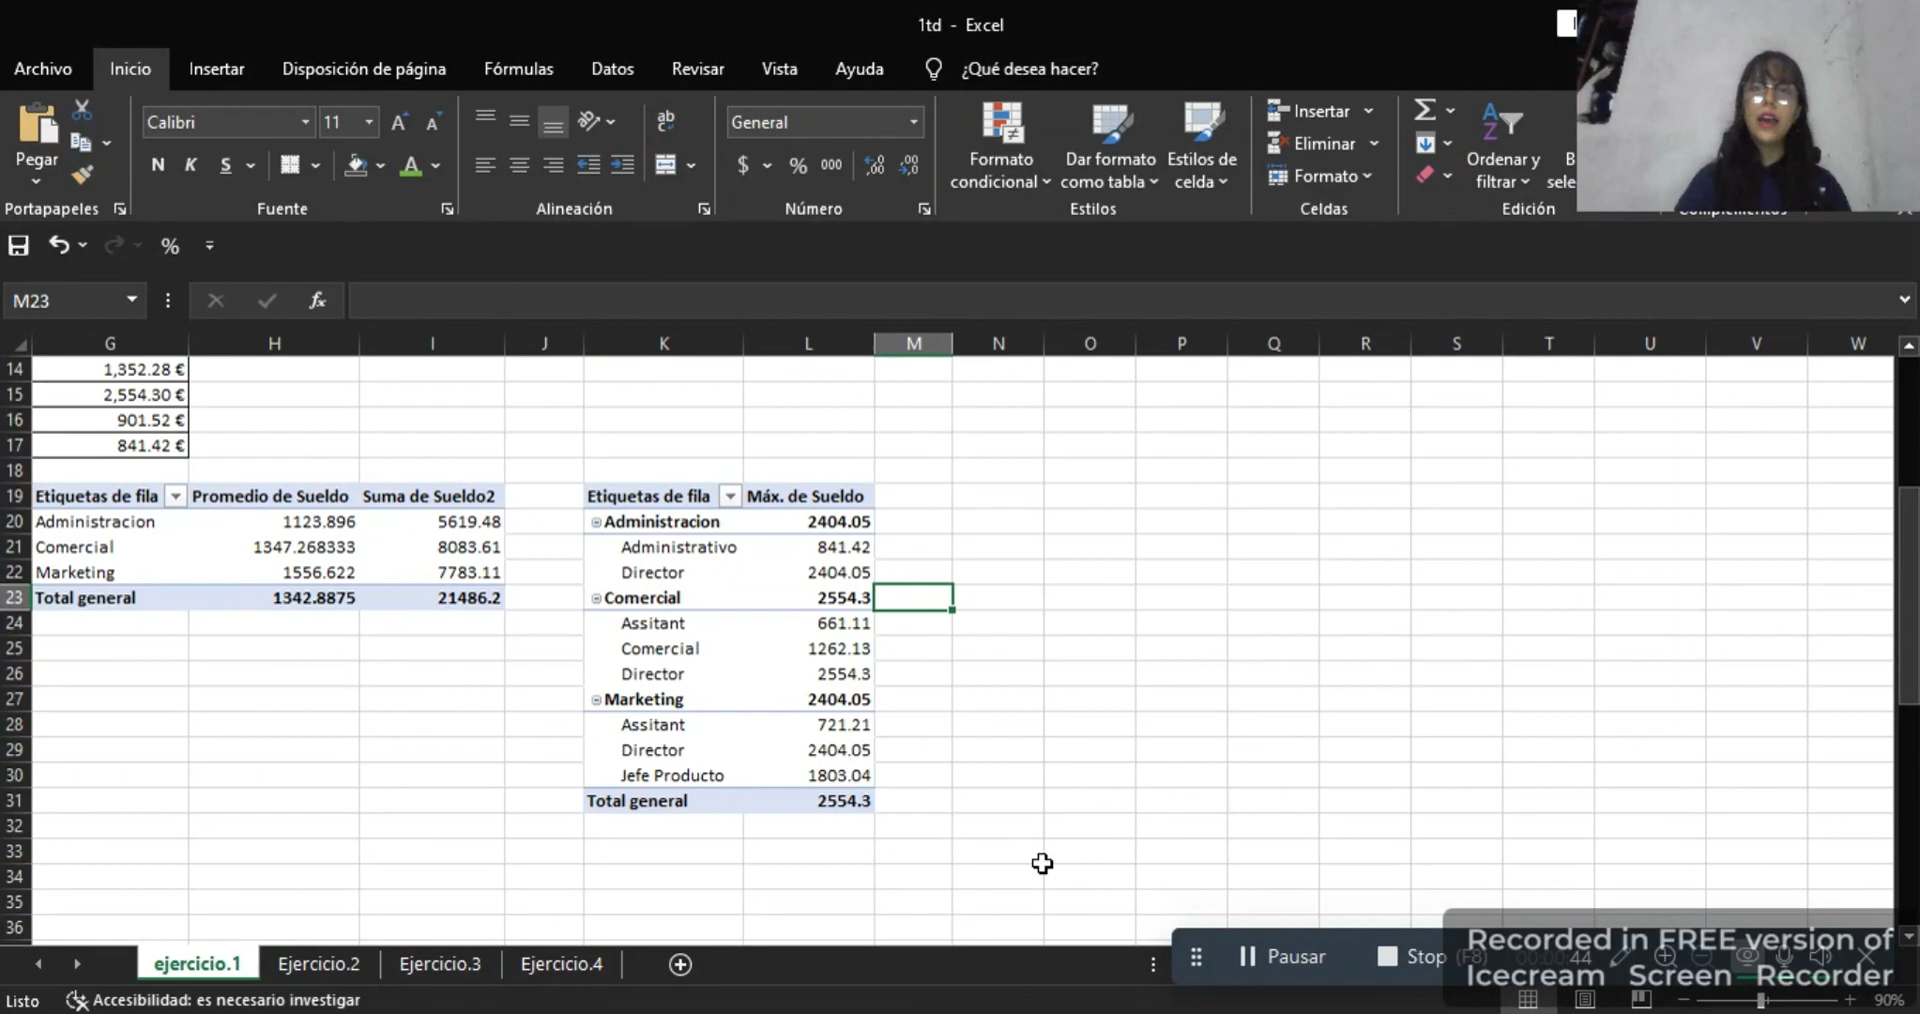 1td - Excel
Archivo Inicio Insertar Disposición de página Fórmulas Datos Revisar Vista Ayuda ¿Qué desea hacer?
Pegar
Calibri 11
N K S
ab
General
$ % 000
Formato condicional
Dar formato como tabla
Estilos de celda
Insertar
Eliminar
Formato
Ordenar y filtrar
Portapapeles Fuente Alineación Número Estilos Celdas Edición
%
M23 fx
G H I J K L M N O P Q R S T U V W
14 1,352.28 €
15 2,554.30 €
16 901.52 €
17 841.42 €
18
19 Etiquetas de fila Promedio de Sueldo Suma de Sueldo2 Etiquetas de fila Máx. de Sueldo
20 Administracion 1123.896 5619.48 Administracion 2404.05
21 Comercial 1347.268333 8083.61 Administrativo 841.42
22 Marketing 1556.622 7783.11 Director 2404.05
23 Total general 1342.8875 21486.2 Comercial 2554.3
24 Assitant 661.11
25 Comercial 1262.13
26 Director 2554.3
27 Marketing 2404.05
28 Assitant 721.21
29 Director 2404.05
30 Jefe Producto 1803.04
31 Total general 2554.3
32
33
34
35
36
ejercicio.1 Ejercicio.2 Ejercicio.3 Ejercicio.4
Pausar Stop (F8)
Recorded in FREE version of
Icecream Screen Recorder
Listo Accesibilidad: es necesario investigar 90%